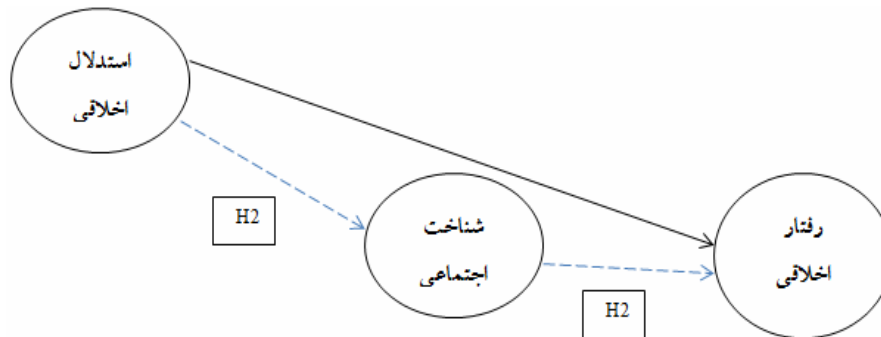 استدلال
اخلاقی
H2
شناخت
اجتماعی
رفتار
اخلاقی
H2